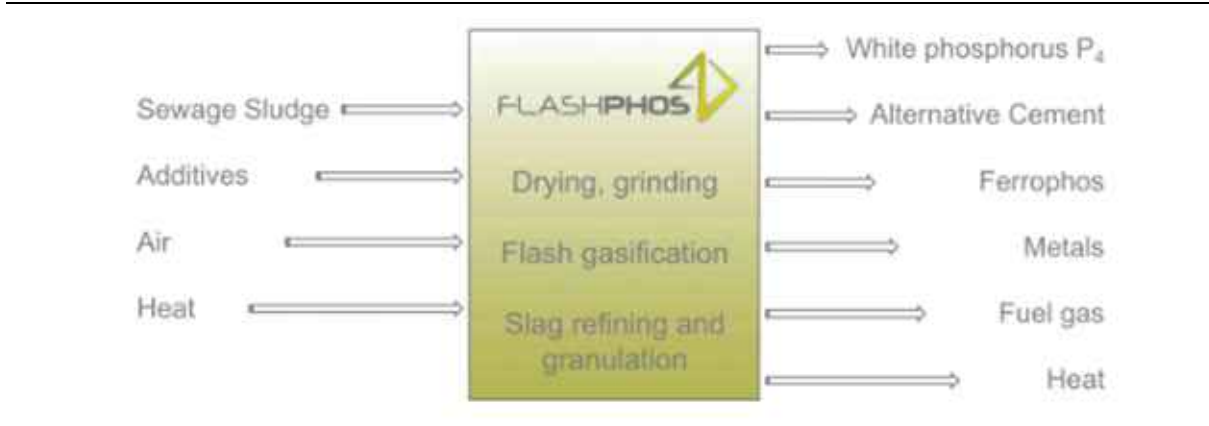 Sewage Sludge
Additives
Air
Heat
FLASHPHOS
Drying, grinding
Flash gasification
Slag refining and
granulation
White phosphorus P₄
Alternative Cement
Ferrophos
Metals
Fuel gas
Heat